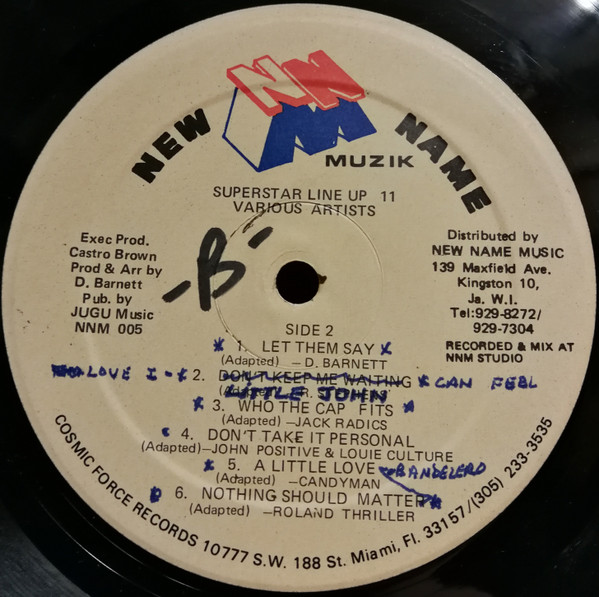 NEW NAME
NNM
MUZIK
SUPERSTAR LINE UP 11
VARIOUS ARTISTS
Exec Prod.
Castro Brown
Prod & Arr by
D. Barnett
Pub. by
JUGU Music
NNM 005
-B-
Distributed by
NEW NAME MUSIC
139 Maxfield Ave.
Kingston 10,
Ja. W.I.
Tel:929-8272/
929-7304
RECORDED & MIX AT
NNM STUDIO
SIDE 2
1. LET THEM SAY
(Adapted) – D. BARNETT
LOVE I - 2. DON'T KEEP ME WAITING CAN FEEL
LITTLE JOHN
3. WHO THE CAP FITS
(Adapted) – JACK RADICS
4. DON'T TAKE IT PERSONAL
(Adapted) – JOHN POSITIVE & LOUIE CULTURE
5. A LITTLE LOVE BANDELERO
(Adapted) – CANDYMAN
6. NOTHING SHOULD MATTER
(Adapted) – ROLAND THRILLER
COSMIC FORCE RECORDS 10777 S.W. 188 St. Miami, Fl. 33157/(305) 233-3535